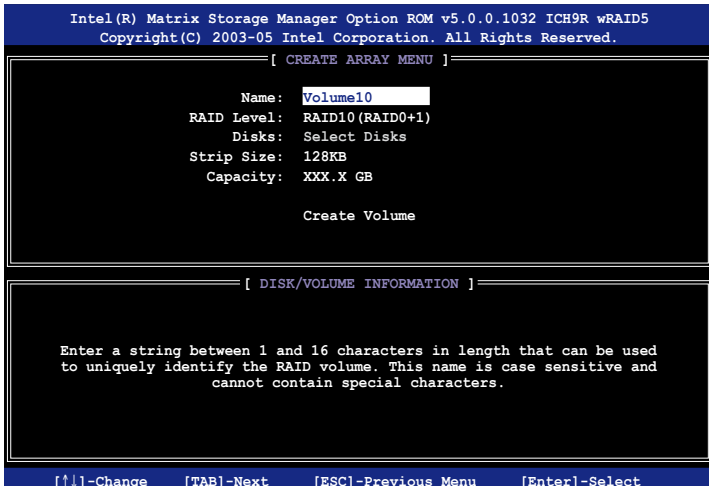 Intel(R) Matrix Storage Manager Option ROM v5.0.0.1032 ICH9R wRAID5
Copyright(C) 2003-05 Intel Corporation. All Rights Reserved.
[ CREATE ARRAY MENU ]
Name: Volume10
RAID Level: RAID10(RAID0+1)
Disks: Select Disks
Strip Size: 128KB
Capacity: XXX.X GB
Create Volume
[ DISK/VOLUME INFORMATION ]
Enter a string between 1 and 16 characters in length that can be used
to uniquely identify the RAID volume. This name is case sensitive and
cannot contain special characters.
[↑↓]-Change [TAB]-Next [ESC]-Previous Menu [Enter]-Select